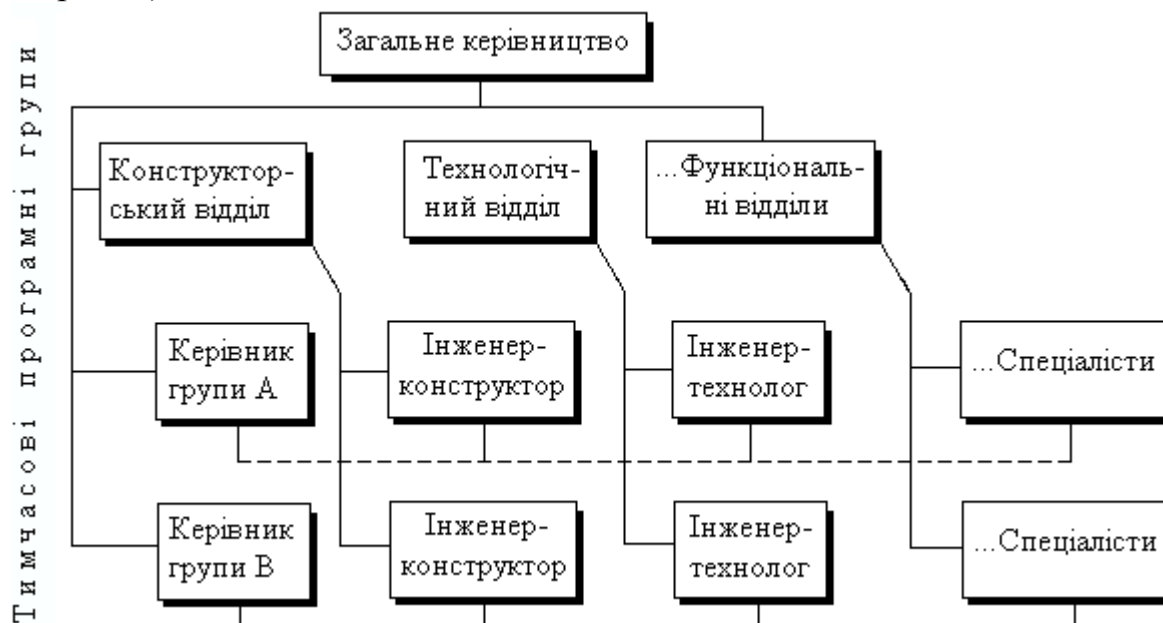 Загальне керівництво
Тимчасові програмні групи
Конструктор-
ський відділ
Технологіч-
ний відділ
...Функціональ-
ні відділи
Керівник
групи А
Інженер-
конструктор
Інженер-
технолог
...Спеціалісти
Керівник
групи В
Інженер-
конструктор
Інженер-
технолог
...Спеціалісти